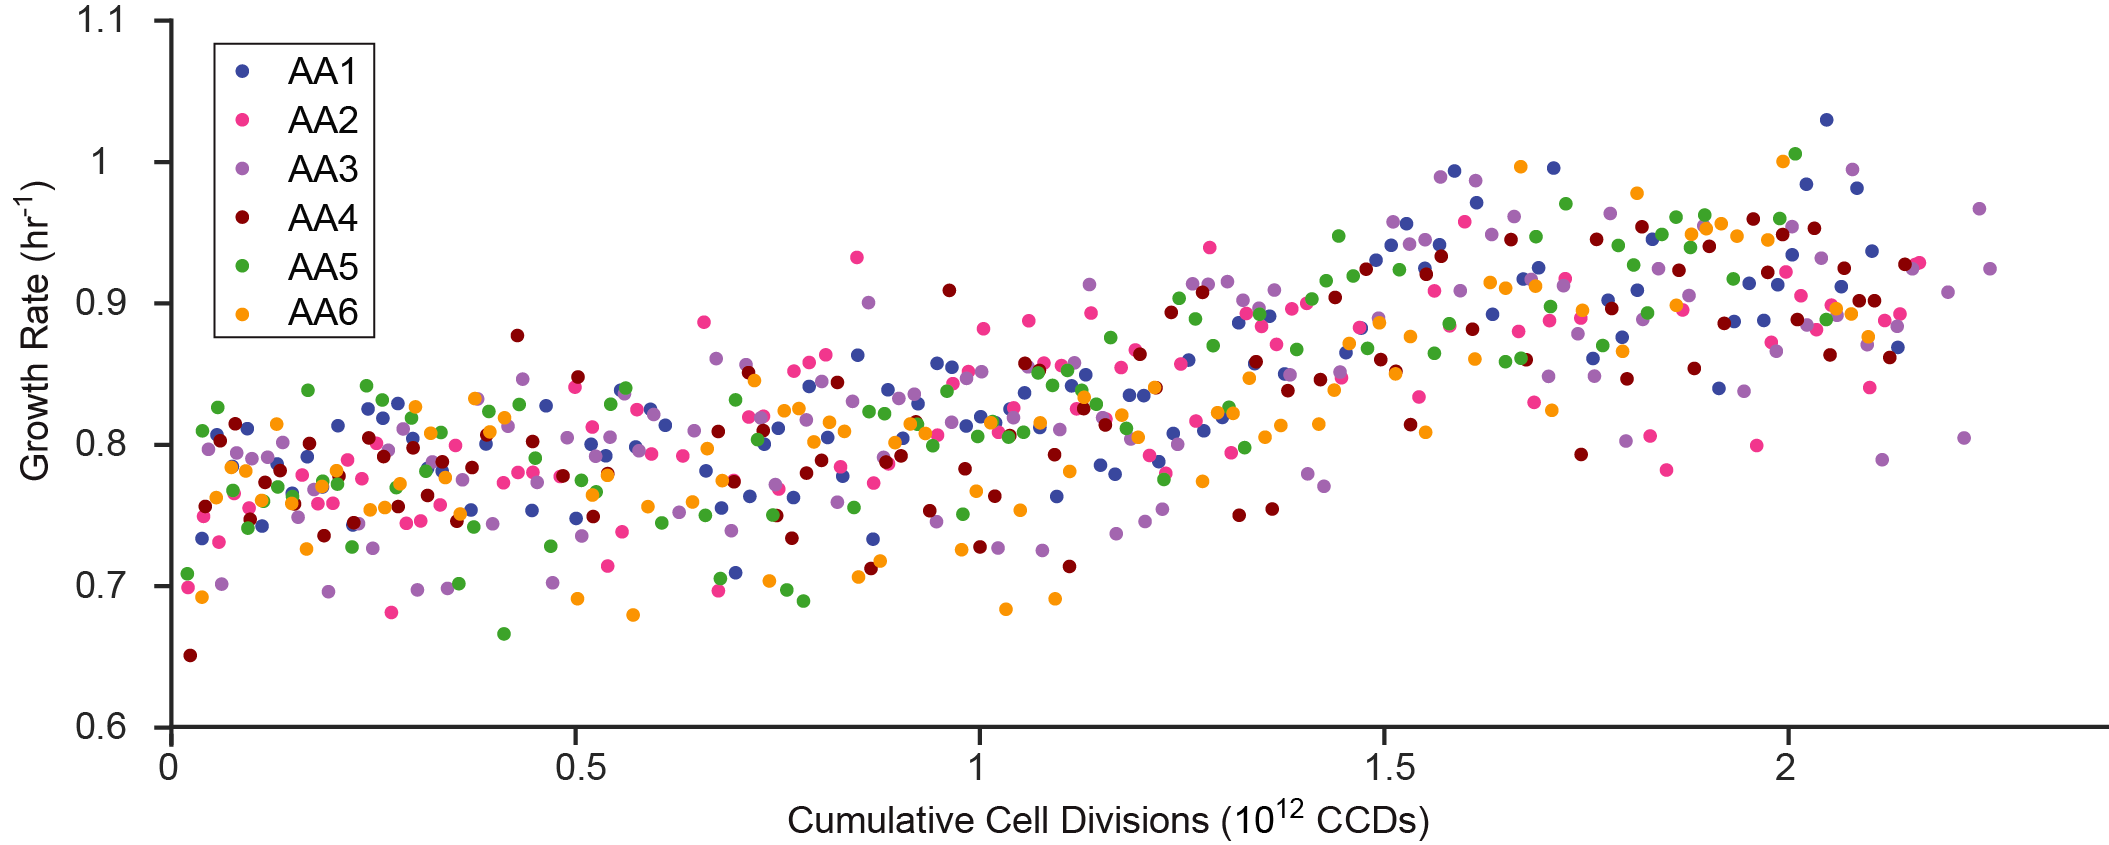 1.1
1
0.9
0.8
0.7
0.6
Growth Rate (hr⁻¹)
AA1
AA2
AA3
AA4
AA5
AA6
0 0.5 1 1.5 2
Cumulative Cell Divisions (10¹² CCDs)